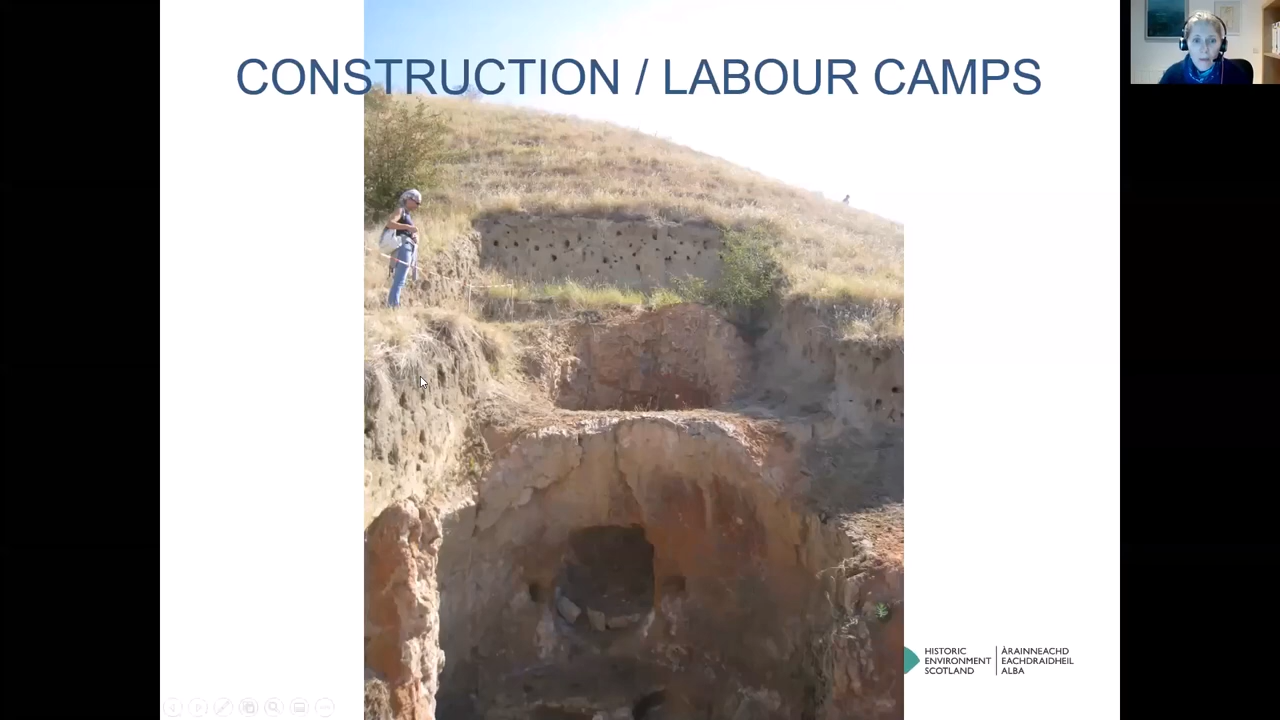 CONSTRUCTION / LABOUR CAMPS
HISTORIC
ENVIRONMENT
SCOTLAND
ÀRAINNEACHD
EACHDRAIDHEIL
ALBA